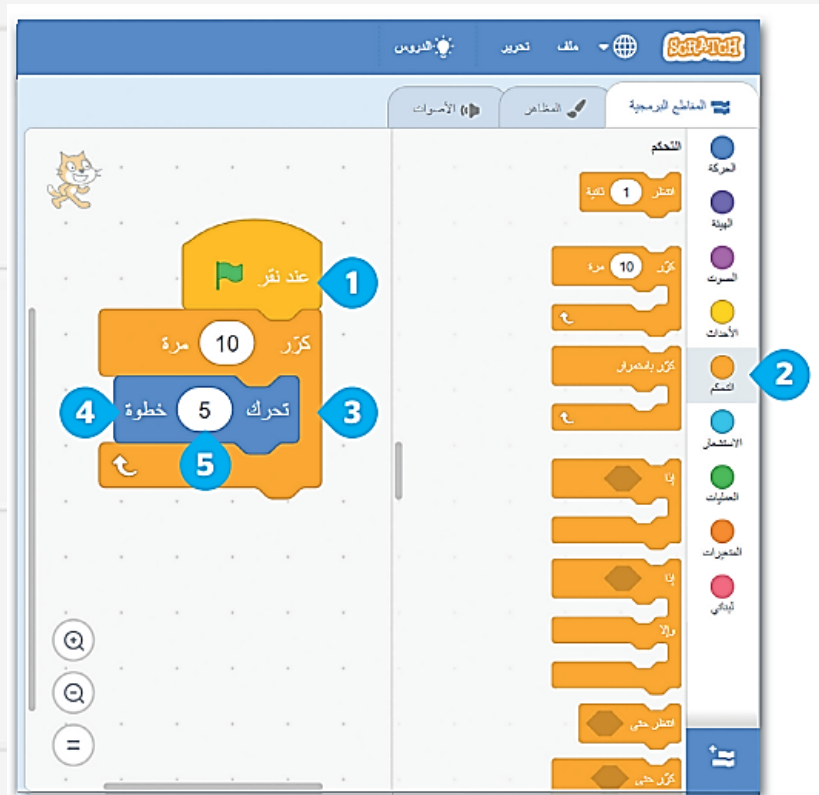 SCRATCH ملف تحرير الدروس
المقاطع البرمجية المظاهر الأصوات
التحكم
الحركة
الهيئة
الصوت
الأحداث
التحكم
الاستشعار
العمليات
المتغيرات
لبناتي
انتظر 1 ثانية
كرّر 10 مرة
كرّر باستمرار
إذا
إذا
وإلا
انتظر حتى
كرّر حتى
عند نقر
1
كرّر 10 مرة
تحرك 5 خطوة
2
3
4
5